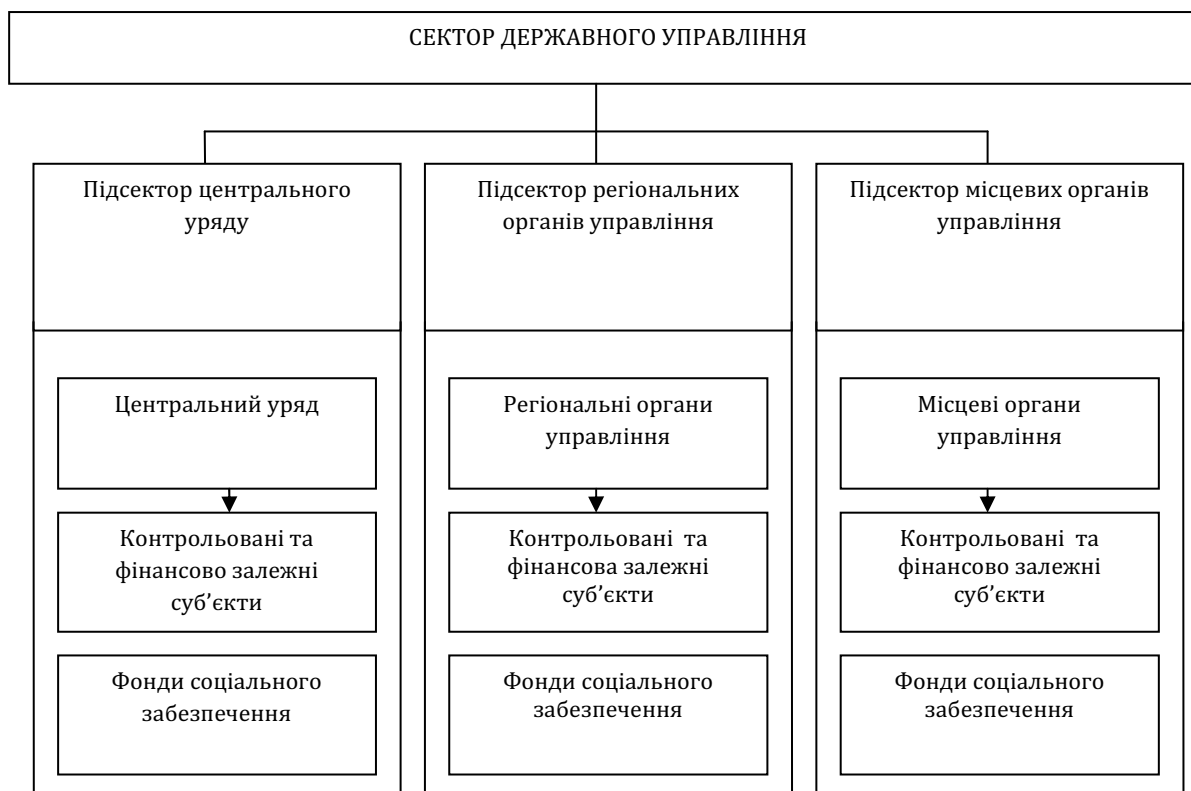 СЕКТОР ДЕРЖАВНОГО УПРАВЛІННЯ
Підсектор центрального
уряду
Підсектор регіональних
органів управління
Підсектор місцевих органів
управління
Центральний уряд
Регіональні органи
управління
Місцеві органи
управління
Контрольовані та
фінансово залежні
суб’єкти
Контрольовані та
фінансова залежні
суб’єкти
Контрольовані та
фінансово залежні
суб’єкти
Фонди соціального
забезпечення
Фонди соціального
забезпечення
Фонди соціального
забезпечення